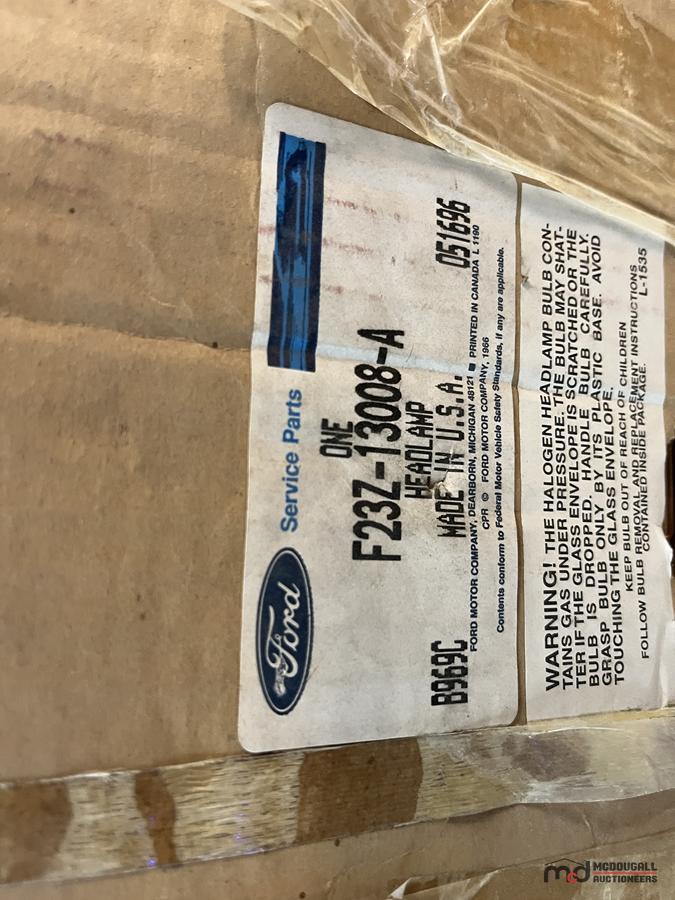 Ford Service Parts
ONE
F23Z-13008-A
HEADLAMP
B969C MADE IN U.S.A. 051696
FORD MOTOR COMPANY, DEARBORN, MICHIGAN 48121 ■ PRINTED IN CANADA L 1190
CPR © FORD MOTOR COMPANY, 1966
Contents conform to Federal Motor Vehicle Safety Standards, if any are applicable.
WARNING! THE HALOGEN HEADLAMP BULB CON-
TAINS GAS UNDER PRESSURE. THE BULB MAY SHAT-
TER IF THE GLASS ENVELOPE IS SCRATCHED OR THE
BULB IS DROPPED. HANDLE BULB CAREFULLY.
GRASP BULB ONLY BY ITS PLASTIC BASE. AVOID
TOUCHING THE GLASS ENVELOPE.
KEEP BULB OUT OF REACH OF CHILDREN
FOLLOW BULB REMOVAL AND REPLACEMENT INSTRUCTIONS
CONTAINED INSIDE PACKAGE. L-1535
md MCDOUGALL
AUCTIONEERS